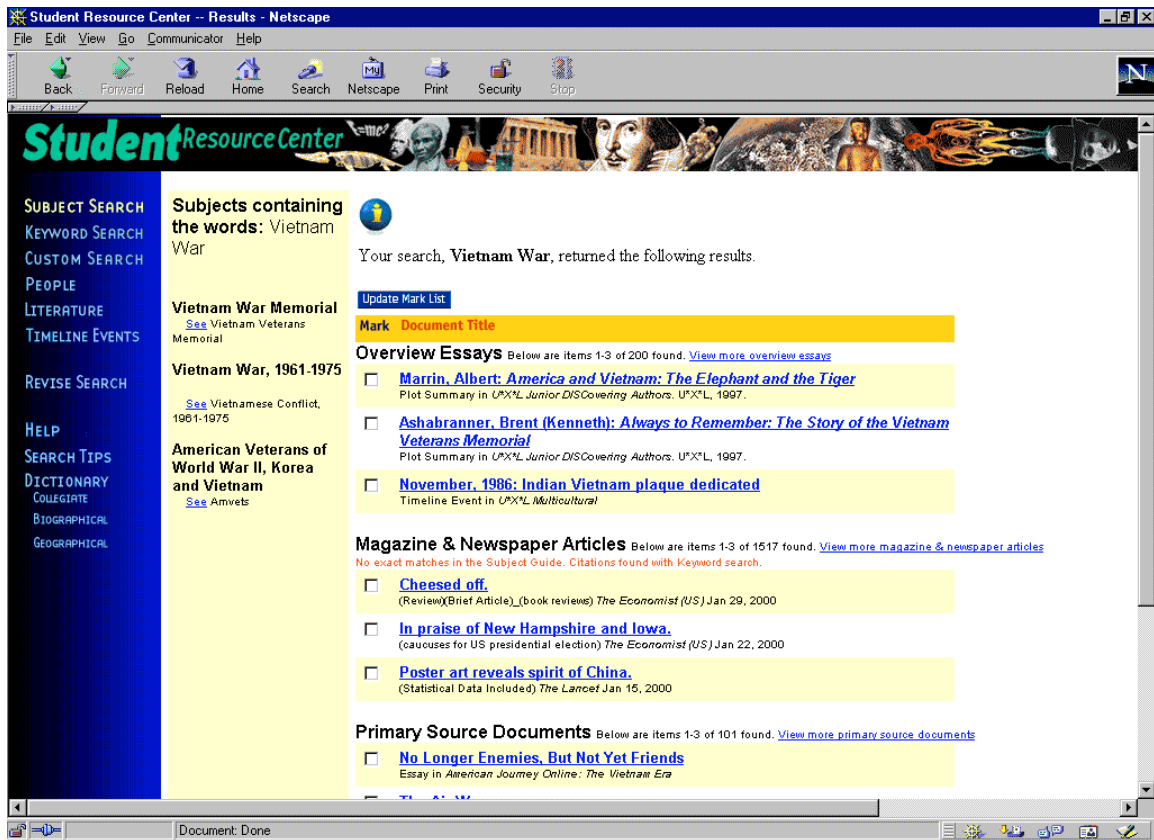 Student Resource Center -- Results - Netscape
File Edit View Go Communicator Help
Back Forward Reload Home Search Netscape Print Security Stop
My
N
Student Resource Center
E=mc²
SUBJECT SEARCH
KEYWORD SEARCH
CUSTOM SEARCH
PEOPLE
LITERATURE
TIMELINE EVENTS
REVISE SEARCH
HELP
SEARCH TIPS
DICTIONARY
COLLEGIATE
BIOGRAPHICAL
GEOGRAPHICAL
Subjects containing
the words: Vietnam
War
Vietnam War Memorial
See Vietnam Veterans
Memorial
Vietnam War, 1961-1975
See Vietnamese Conflict,
1961-1975
American Veterans of
World War II, Korea
and Vietnam
See Amvets
i
Your search, Vietnam War, returned the following results.
Update Mark List
Mark Document Title
Overview Essays Below are items 1-3 of 200 found. View more overview essays
Marrin, Albert: America and Vietnam: The Elephant and the Tiger
Plot Summary in U*X*L Junior DISCovering Authors. U*X*L, 1997.
Ashabranner, Brent (Kenneth): Always to Remember: The Story of the Vietnam
Veterans Memorial
Plot Summary in U*X*L Junior DISCovering Authors. U*X*L, 1997.
November, 1986: Indian Vietnam plaque dedicated
Timeline Event in U*X*L Multicultural
Magazine & Newspaper Articles Below are items 1-3 of 1517 found. View more magazine & newspaper articles
No exact matches in the Subject Guide. Citations found with Keyword search.
Cheesed off.
(Review)(Brief Article)_(book reviews) The Economist (US) Jan 29, 2000
In praise of New Hampshire and Iowa.
(caucuses for US presidential election) The Economist (US) Jan 22, 2000
Poster art reveals spirit of China.
(Statistical Data Included) The Lancet Jan 15, 2000
Primary Source Documents Below are items 1-3 of 101 found. View more primary source documents
No Longer Enemies, But Not Yet Friends
Essay in American Journey Online: The Vietnam Era
Document: Done